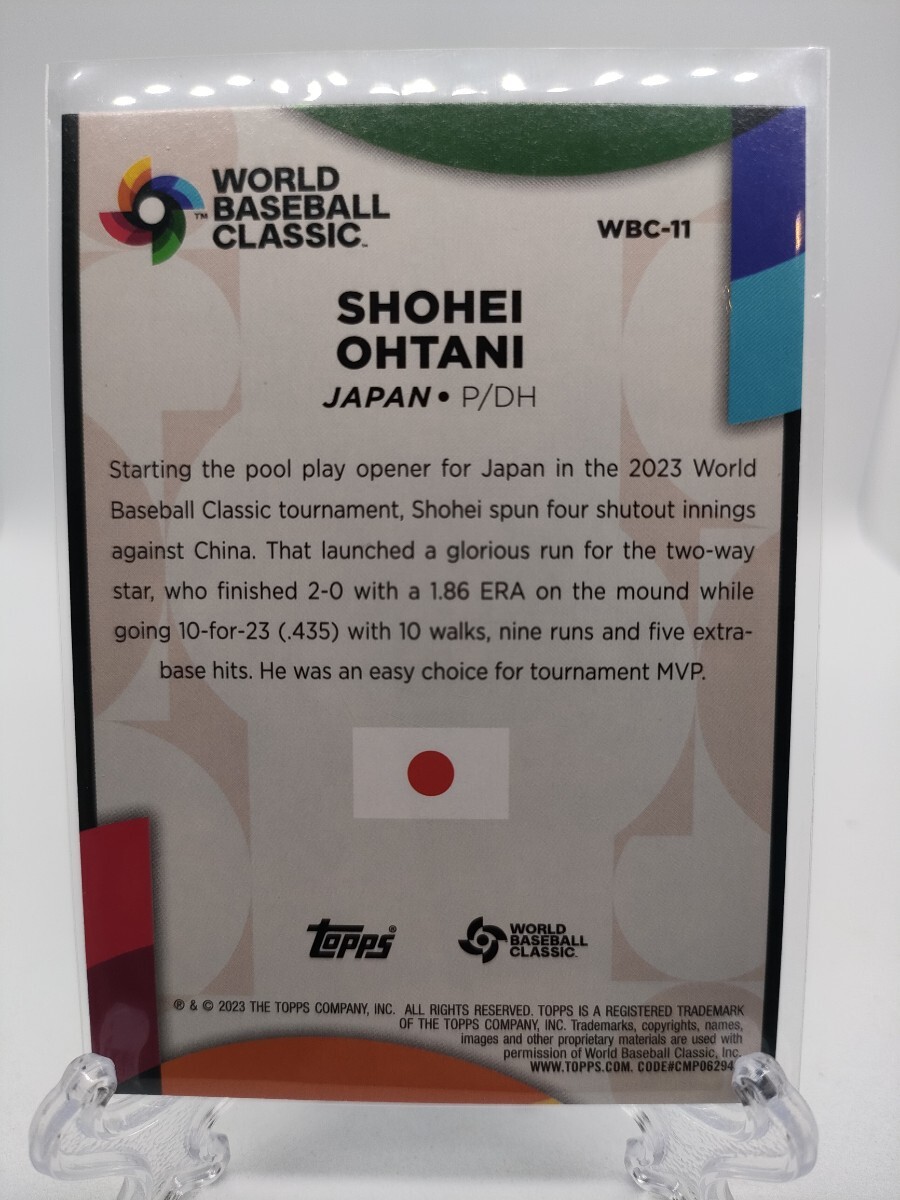 WORLD
BASEBALL
CLASSIC™
™
WBC-11
SHOHEI
OHTANI
JAPAN • P/DH
Starting the pool play opener for Japan in the 2023 World
Baseball Classic tournament, Shohei spun four shutout innings
against China. That launched a glorious run for the two-way
star, who finished 2-0 with a 1.86 ERA on the mound while
going 10-for-23 (.435) with 10 walks, nine runs and five extra-
base hits. He was an easy choice for tournament MVP.
Topps®
WORLD
BASEBALL
CLASSIC™
® & © 2023 THE TOPPS COMPANY, INC. ALL RIGHTS RESERVED. TOPPS IS A REGISTERED TRADEMARK
OF THE TOPPS COMPANY, INC. Trademarks, copyrights, names,
images and other proprietary materials are used with
permission of World Baseball Classic, Inc.
WWW.TOPPS.COM. CODE#CMP06294